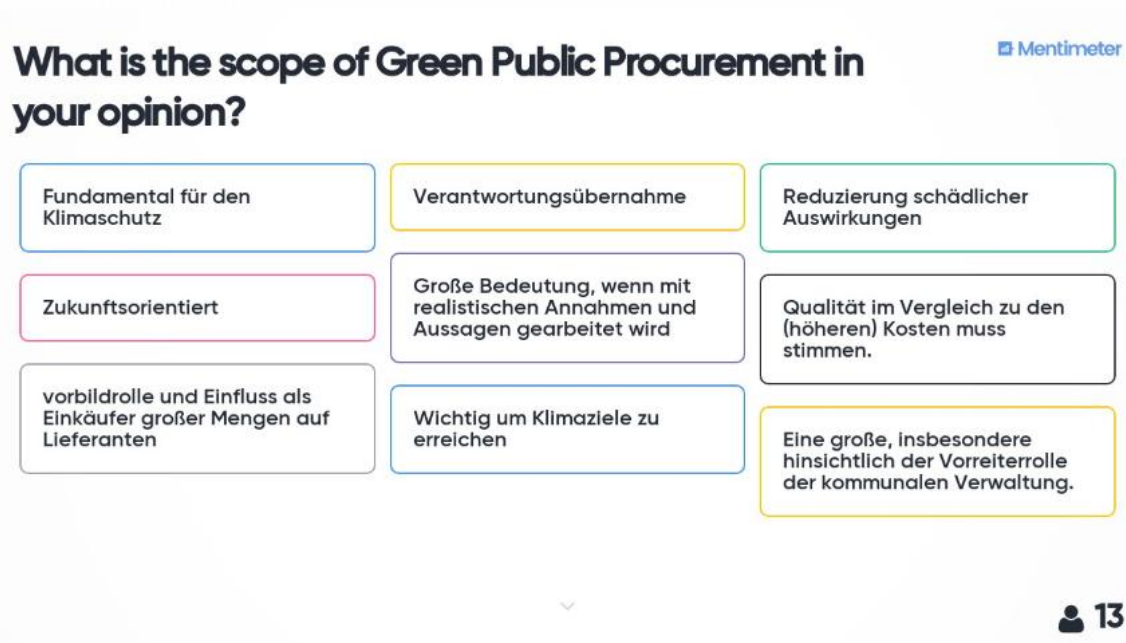 What is the scope of Green Public Procurement in
your opinion?
Mentimeter
Fundamental für den
Klimaschutz
Verantwortungsübernahme
Reduzierung schädlicher
Auswirkungen
Zukunftsorientiert
Große Bedeutung, wenn mit
realistischen Annahmen und
Aussagen gearbeitet wird
Qualität im Vergleich zu den
(höheren) Kosten muss
stimmen.
vorbildrolle und Einfluss als
Einkäufer großer Mengen auf
Lieferanten
Wichtig um Klimaziele zu
erreichen
Eine große, insbesondere
hinsichtlich der Vorreiterrolle
der kommunalen Verwaltung.
13